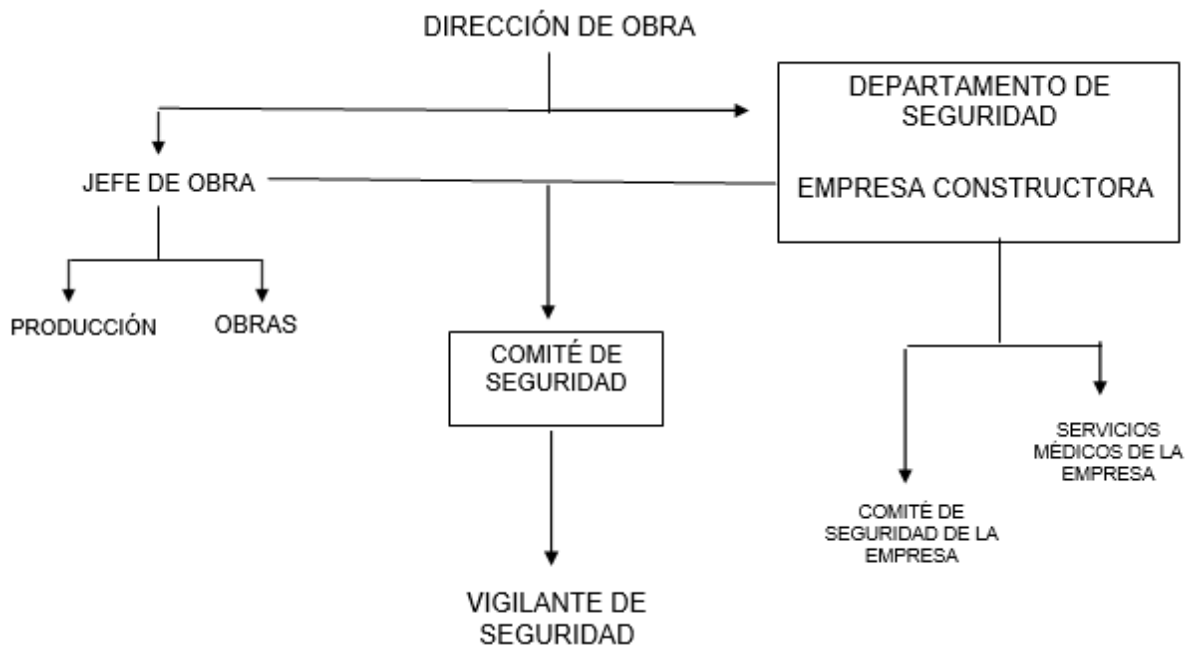 DIRECCIÓN DE OBRA
DEPARTAMENTO DE
SEGURIDAD
EMPRESA CONSTRUCTORA
JEFE DE OBRA
PRODUCCIÓN
OBRAS
COMITÉ DE
SEGURIDAD
SERVICIOS
MÉDICOS DE LA
EMPRESA
COMITÉ DE
SEGURIDAD DE LA
EMPRESA
VIGILANTE DE
SEGURIDAD